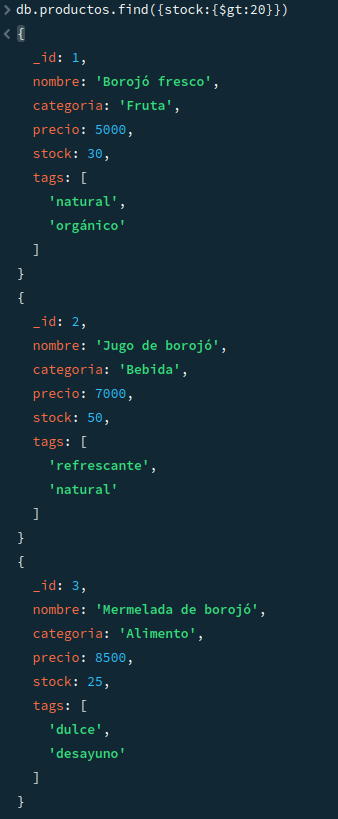 > db.productos.find({stock:{$gt:20}})
< {
_id: 1,
nombre: 'Borojó fresco',
categoria: 'Fruta',
precio: 5000,
stock: 30,
tags: [
'natural',
'orgánico'
]
}
{
_id: 2,
nombre: 'Jugo de borojó',
categoria: 'Bebida',
precio: 7000,
stock: 50,
tags: [
'refrescante',
'natural'
]
}
{
_id: 3,
nombre: 'Mermelada de borojó',
categoria: 'Alimento',
precio: 8500,
stock: 25,
tags: [
'dulce',
'desayuno'
]
}